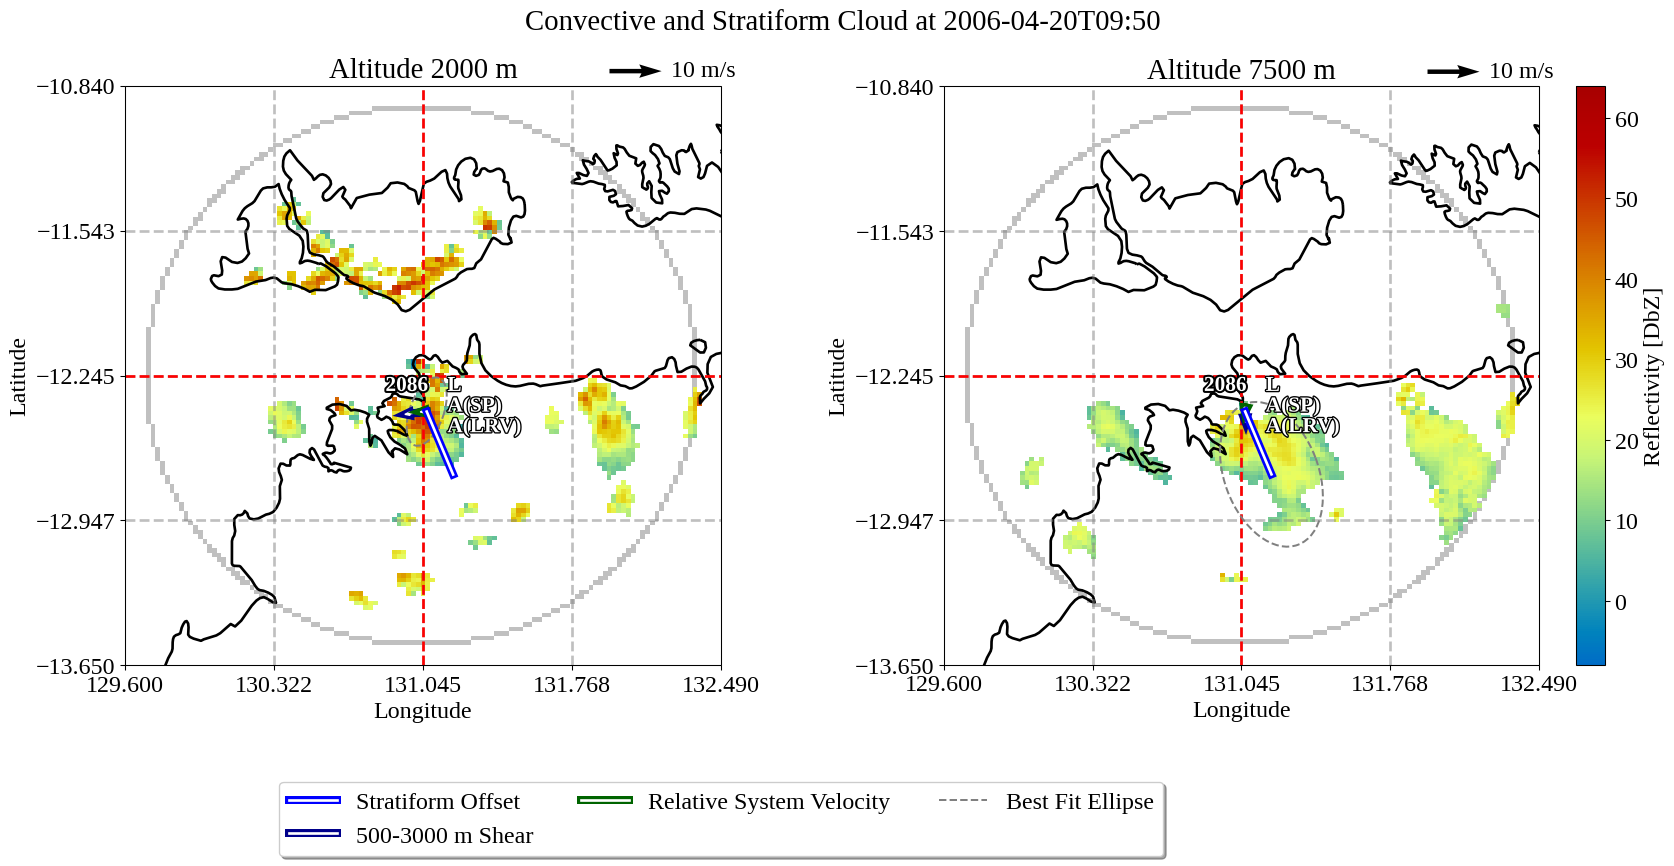 Convective and Stratiform Cloud at 2006-04-20T09:50
Altitude 2000 m
10 m/s
−10.840
−11.543
−12.245
−12.947
−13.650
Latitude
129.600
130.322
131.045
131.768
132.490
Longitude
2086
L
A(SP)
A(LRV)
Altitude 7500 m
10 m/s
−10.840
−11.543
−12.245
−12.947
−13.650
Latitude
129.600
130.322
131.045
131.768
132.490
Longitude
2086
L
A(SP)
A(LRV)
60
50
40
30
20
10
0
Reflectivity [DbZ]
Stratiform Offset
500-3000 m Shear
Relative System Velocity
Best Fit Ellipse